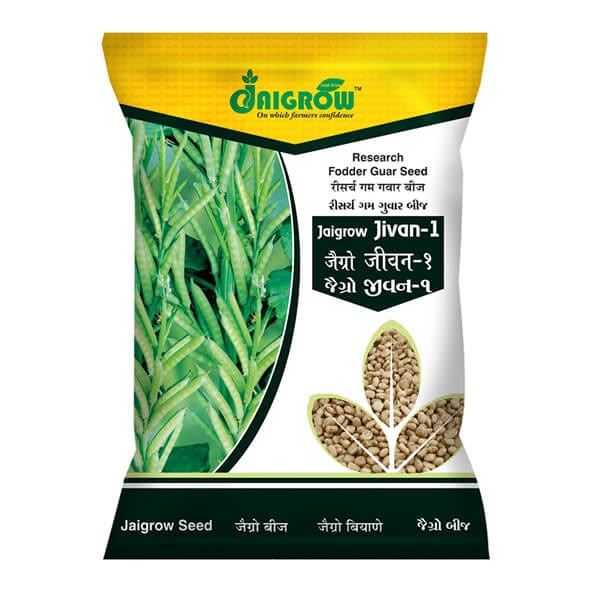 JAIGROW™
On which farmers confidence
Research
Fodder Guar Seed
रीसर्च गम गवार बीज
રીસર્ચ ગમ ગુવાર બીજ
Jaigrow Jivan-1
जैग्रो जीवन-१
જૈગ્રો જીવન-૧
Jaigrow Seed जैग्रो बीज जैग्रो बियाणे જૈગ્રો બીજ